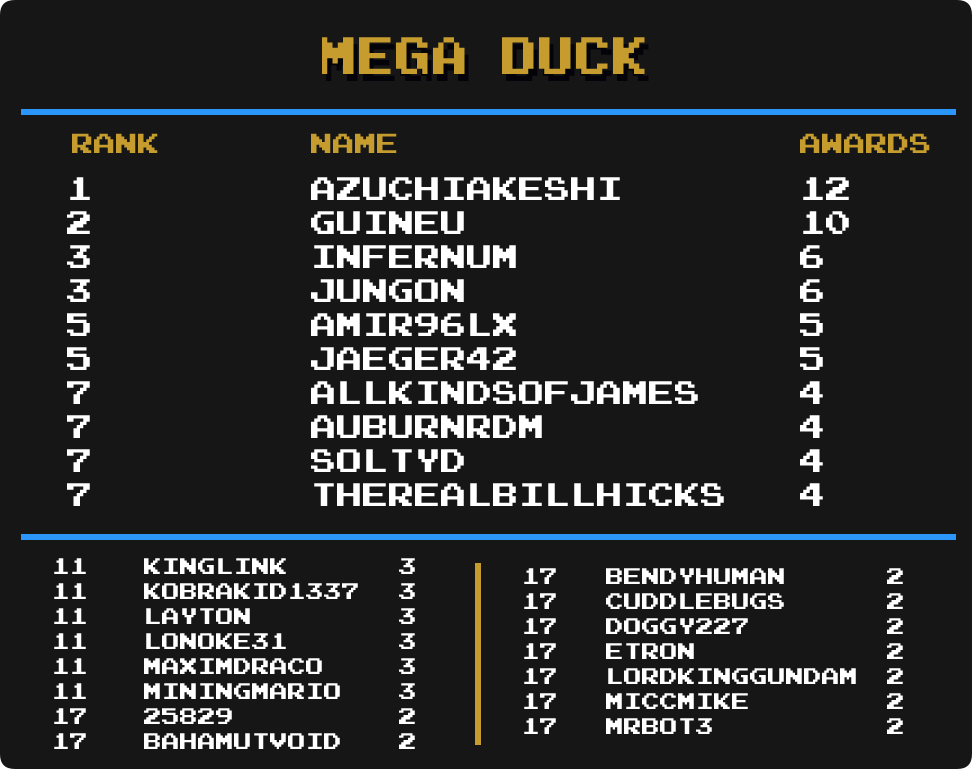 MEGA DUCK
RANK NAME AWARDS
1 AZUCHIAKESHI 12
2 GUINEU 10
3 INFERNUM 6
3 JUNGON 6
5 AMIR96LX 5
5 JAEGER42 5
7 ALLKINDSOFJAMES 4
7 AUBURNRDM 4
7 SOLTYD 4
7 THEREALBILLHICKS 4
11 KINGLINK 3
11 KOBRAKID1337 3
11 LAYTON 3
11 LONOKE31 3
11 MAXIMDRACO 3
11 MININGMARIO 3
17 25829 2
17 BAHAMUTVOID 2
17 BENDYHUMAN 2
17 CUDDLEBUGS 2
17 DOGGY227 2
17 ETRON 2
17 LORDKINGGUNDAM 2
17 MICCMIKE 2
17 MRBOT3 2